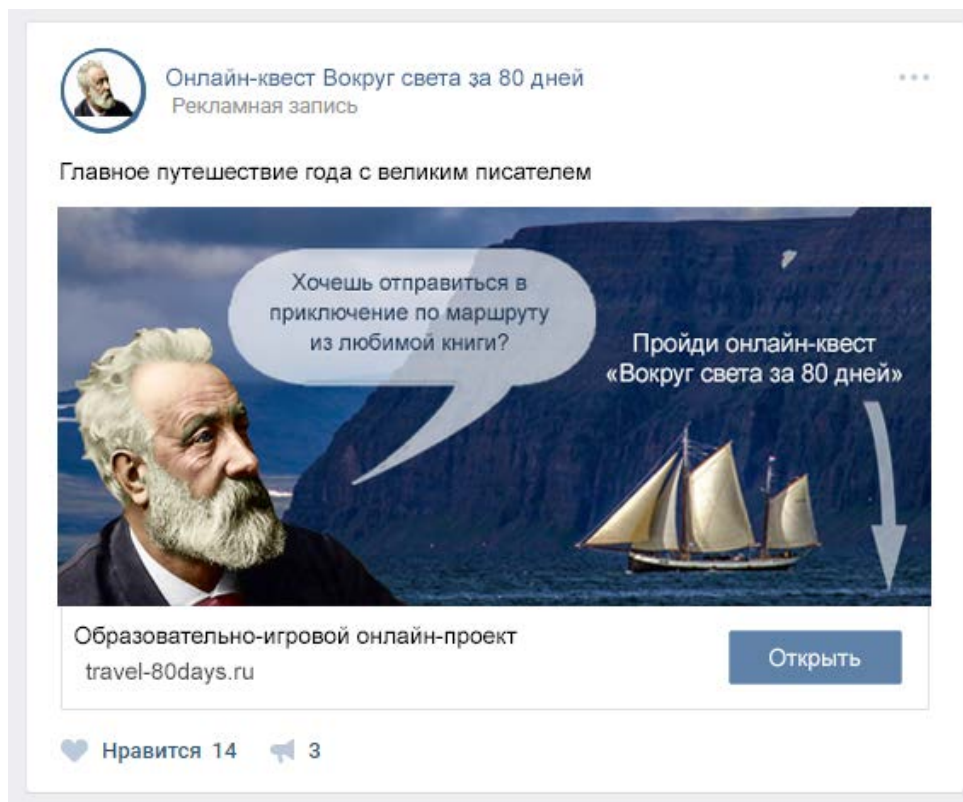 Онлайн-квест Вокруг света за 80 дней
Рекламная запись
Главное путешествие года с великим писателем
Хочешь отправиться в
приключение по маршруту
из любимой книги?
Пройди онлайн-квест
«Вокруг света за 80 дней»
Образовательно-игровой онлайн-проект
travel-80days.ru
Открыть
Нравится 14 3